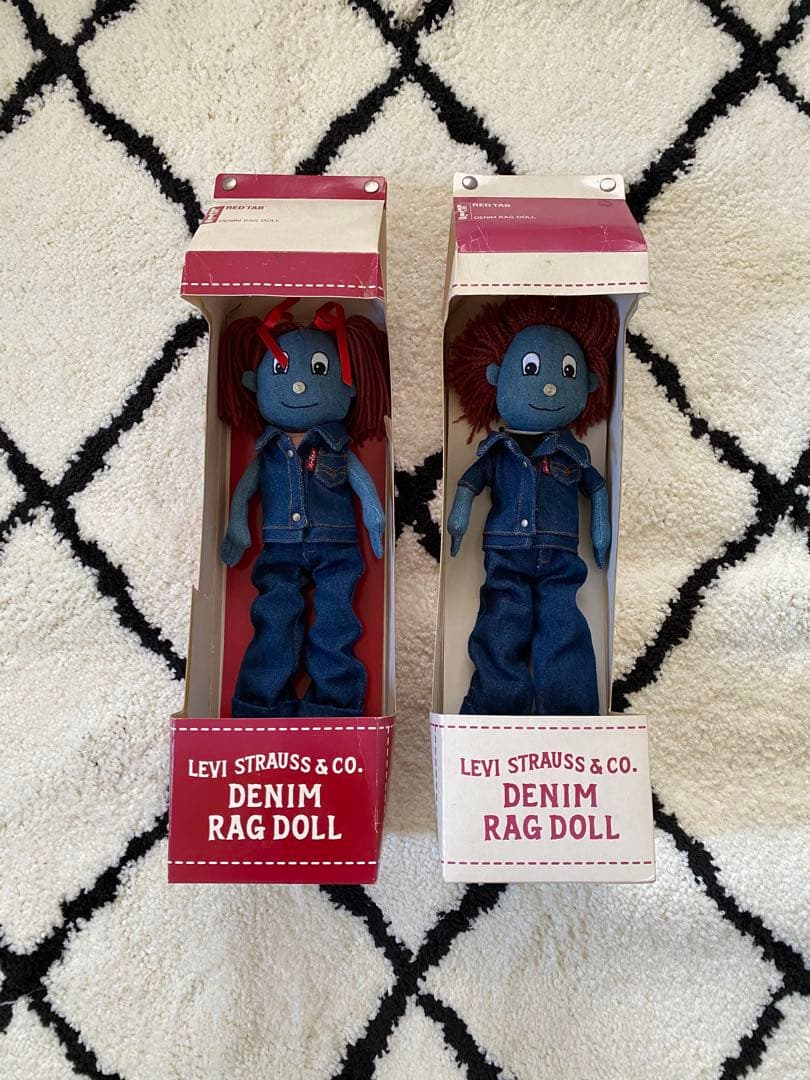 RED TAB
DENIM RAG DOLL
LEVI STRAUSS & CO.
DENIM
RAG DOLL
RED TAB
DENIM RAG DOLL
LEVI STRAUSS & CO.
DENIM
RAG DOLL